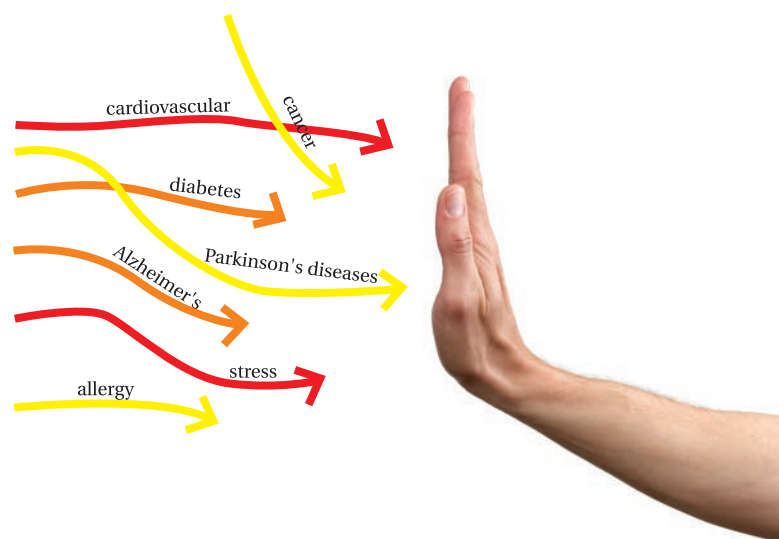 cancer
cardiovascular
diabetes
Parkinson's diseases
Alzheimer's
stress
allergy